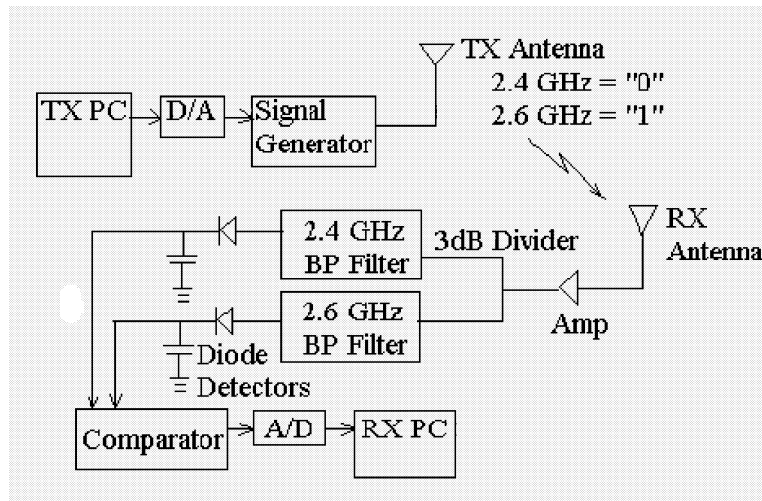 TX Antenna
2.4 GHz = "0"
2.6 GHz = "1"
TX PC
D/A
Signal
Generator
RX
Antenna
3dB Divider
Amp
2.4 GHz
BP Filter
2.6 GHz
BP Filter
Diode
Detectors
Comparator
A/D
RX PC